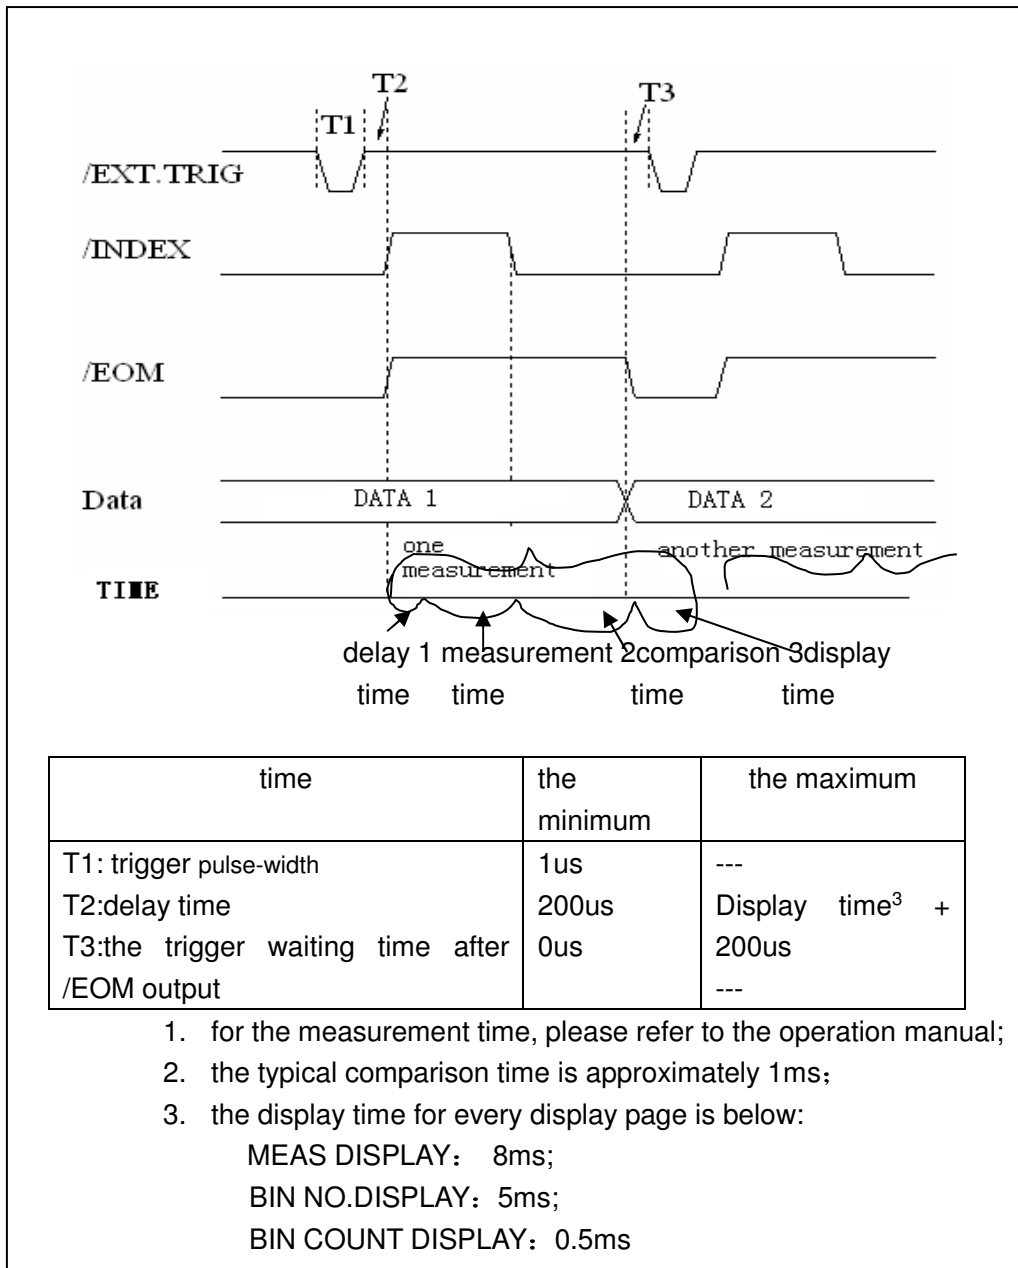 T2
T3
T1
/EXT.TRIG
/INDEX
/EOM
Data DATA 1 DATA 2
one another measurement
measurement
TIME
delay 1 measurement 2comparison 3display
time time time time
time the the maximum
minimum
T1: trigger pulse-width 1us ---
T2:delay time 200us Display time3 +
T3:the trigger waiting time after 0us 200us
/EOM output ---
1. for the measurement time, please refer to the operation manual;
2. the typical comparison time is approximately 1ms；
3. the display time for every display page is below:
MEAS DISPLAY： 8ms;
BIN NO.DISPLAY：5ms;
BIN COUNT DISPLAY：0.5ms